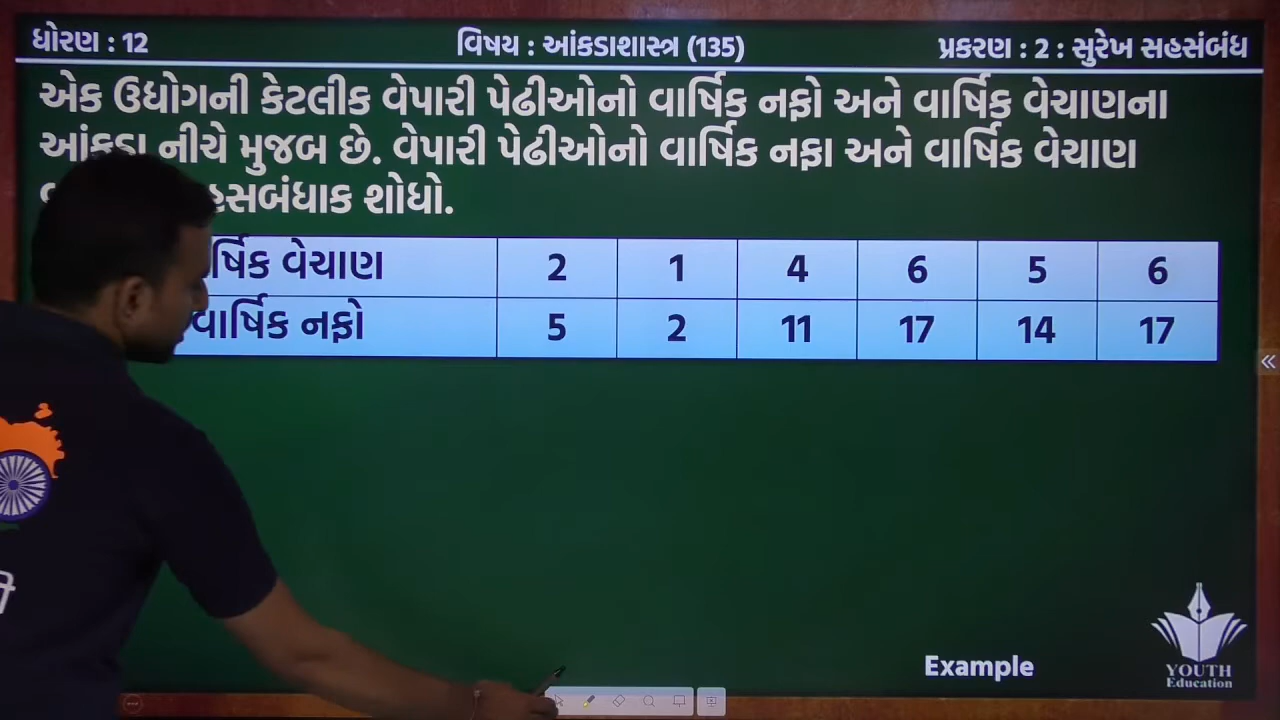 ધોરણ : 12 વિષય : આંકડાશાસ્ત્ર (135) પ્રકરણ : 2 : સુરેખ સહસંબંધ
એક ઉદ્યોગની કેટલીક વેપારી પેઢીઓનો વાર્ષિક નફો અને વાર્ષિક વેચાણના
આંકડા નીચે મુજબ છે. વેપારી પેઢીઓનો વાર્ષિક નફા અને વાર્ષિક વેચાણ
શોધો.
વેચાણ 2 1 4 6 5 6
વાર્ષિક નફો 5 2 11 17 14 17
Example
YOUTH
Education